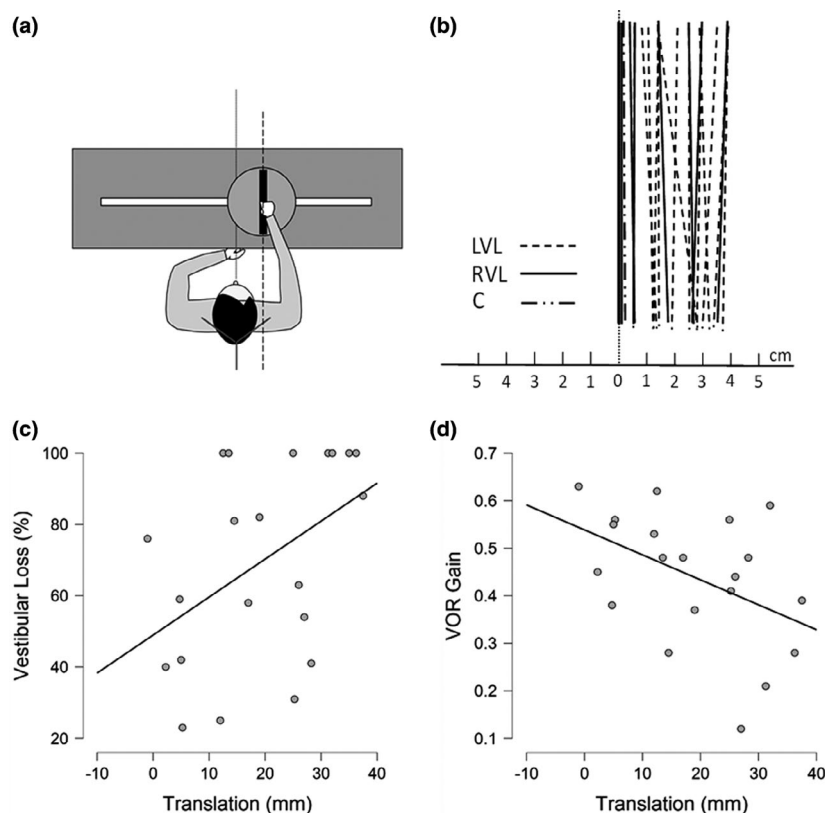 (a)
(b)
LVL
RVL
C
cm
5 4 3 2 1 0 1 2 3 4 5
(c)
100
80
60
40
20
Vestibular Loss (%)
-10 0 10 20 30 40
Translation (mm)
(d)
0.7
0.6
0.5
0.4
0.3
0.2
0.1
VOR Gain
-10 0 10 20 30 40
Translation (mm)